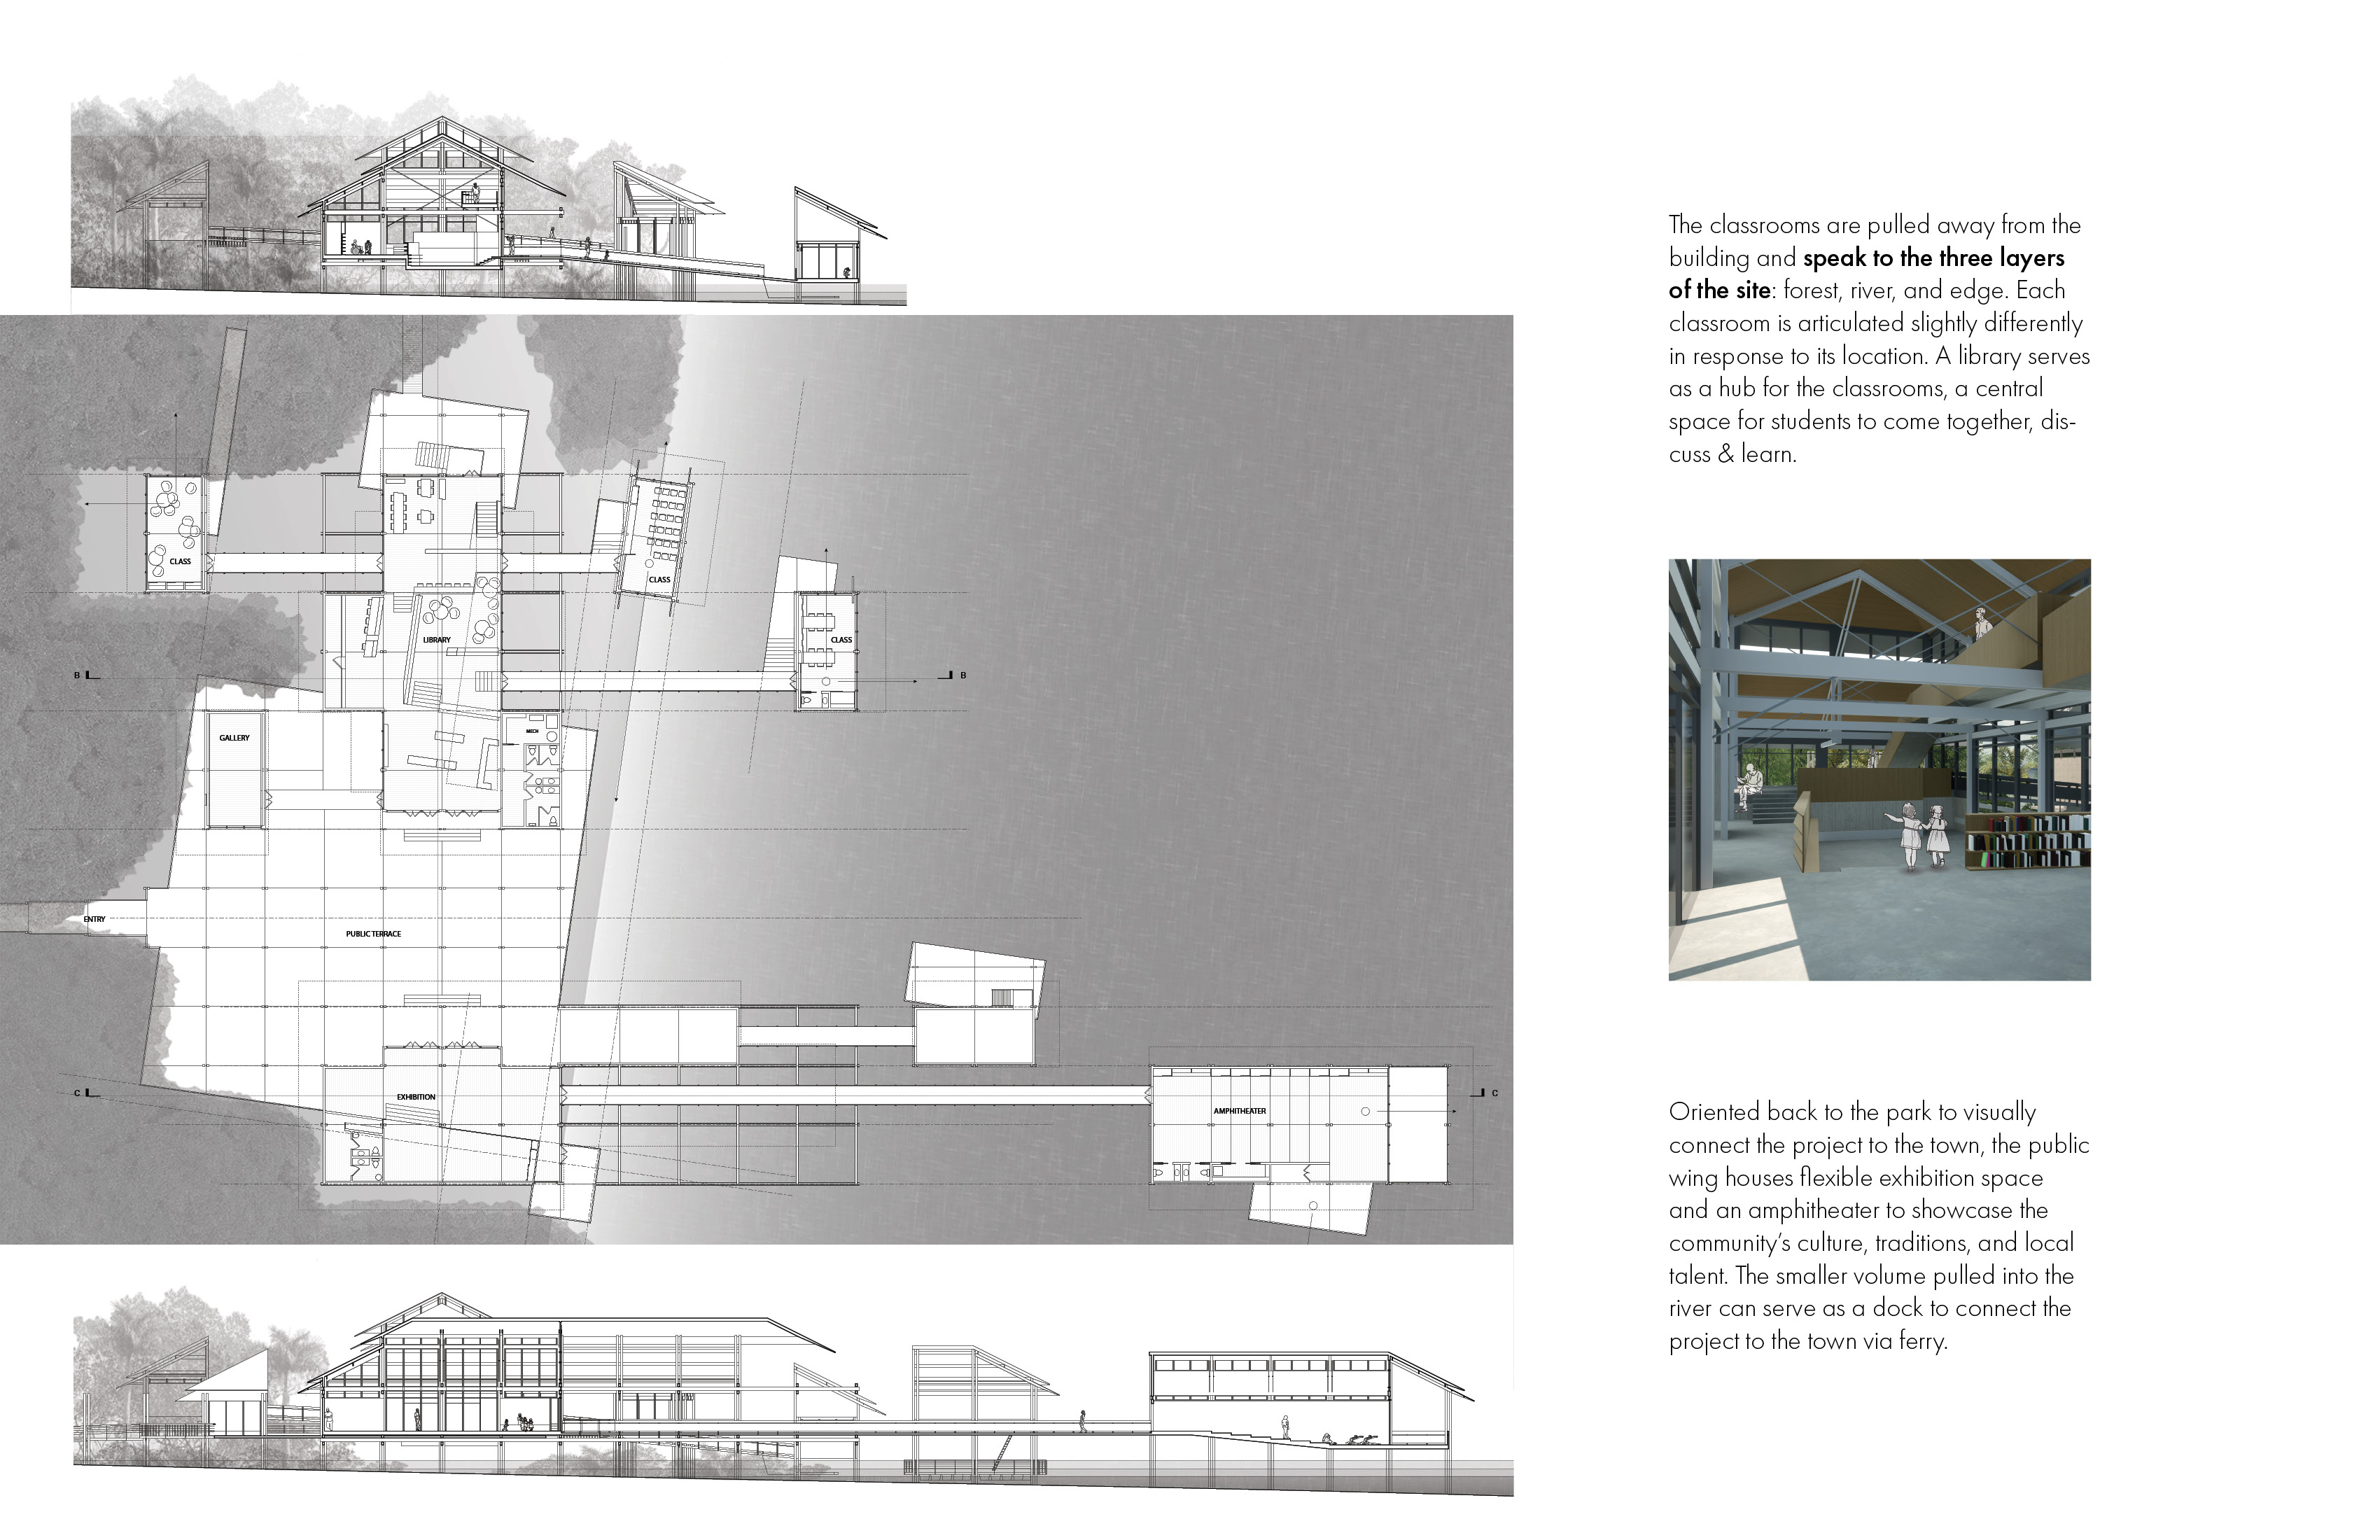 The classrooms are pulled away from the
building and speak to the three layers
of the site: forest, river, and edge. Each
classroom is articulated slightly differently
in response to its location. A library serves
as a hub for the classrooms, a central
space for students to come together, dis-
cuss & learn.
CLASS
CLASS
LIBRARY
CLASS
B
B
MECH
GALLERY
ENTRY
PUBLIC TERRACE
C
C
EXHIBITION
AMPHITHEATER
Oriented back to the park to visually
connect the project to the town, the public
wing houses flexible exhibition space
and an amphitheater to showcase the
community’s culture, traditions, and local
talent. The smaller volume pulled into the
river can serve as a dock to connect the
project to the town via ferry.